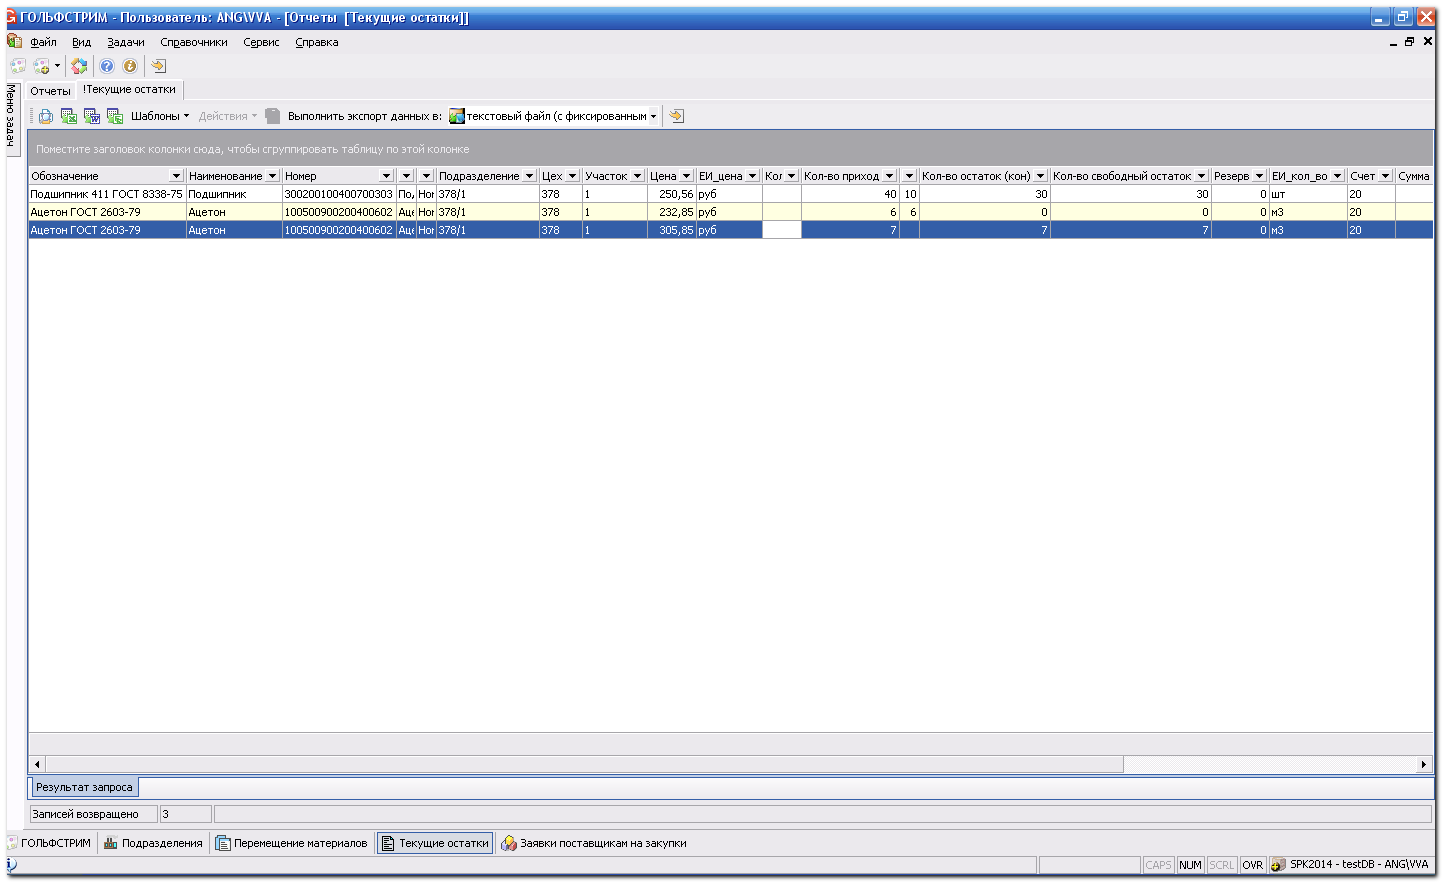 ГОЛЬФСТРИМ - Пользователь: ANG\VVA - [Отчеты [Текущие остатки]]
Файл Вид Задачи Справочники Сервис Справка
Меню задач
Отчеты !Текущие остатки
Шаблоны Действия Выполнить экспорт данных в: текстовый файл (с фиксированным
Поместите заголовок колонки сюда, чтобы сгруппировать таблицу по этой колонке
Обозначение Наименование Номер Подразделение Цех Участок Цена ЕИ_цена Кол Кол-во приход Кол-во остаток (кон) Кол-во свободный остаток Резерв ЕИ_кол_во Счет Сумма
Подшипник 411 ГОСТ 8338-75 Подшипник 300200100400700303 По, Ног 378/1 378 1 250,56 руб 40 10 30 30 0 шт 20
Ацетон ГОСТ 2603-79 Ацетон 100500900200400602 Аце Ног 378/1 378 1 232,85 руб 6 6 0 0 0 м3 20
Ацетон ГОСТ 2603-79 Ацетон 100500900200400602 Аце Ног 378/1 378 1 305,85 руб 7 7 7 0 м3 20
Результат запроса
Записей возвращено 3
ГОЛЬФСТРИМ Подразделения Перемещение материалов Текущие остатки Заявки поставщикам на закупки
CAPS NUM SCRL OVR SPK2014 - testDB - ANG\VVA